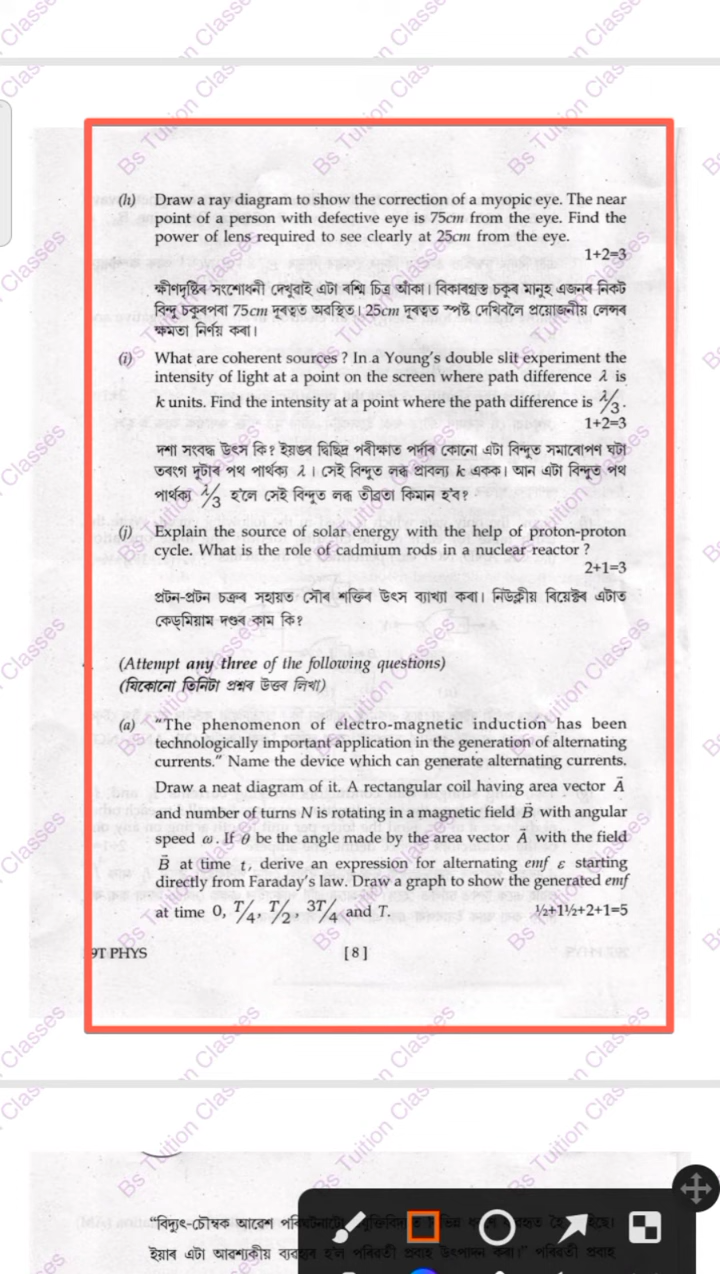 (h) Draw a ray diagram to show the correction of a myopic eye. The near
point of a person with defective eye is 75cm from the eye. Find the
power of lens required to see clearly at 25cm from the eye.
1+2=3
ক্ষীণদৃষ্টিৰ সংশোধনী দেখুৱাই এটা ৰশ্মি চিত্ৰ আঁকা। বিকাৰগ্ৰস্ত চকুৰ মানুহ এজনৰ নিকট
বিন্দু চকুৰপৰা 75cm দূৰত্বত অৱস্থিত। 25cm দূৰত্বত স্পষ্ট দেখিবলৈ প্ৰয়োজনীয় লেন্সৰ
ক্ষমতা নিৰ্ণয় কৰা।
(i) What are coherent sources ? In a Young's double slit experiment the
intensity of light at a point on the screen where path difference λ is
k units. Find the intensity at a point where the path difference is λ/3.
1+2=3
দশা সংবদ্ধ উৎস কি? ইয়ঙৰ দ্বিছিদ্ৰ পৰীক্ষাত পৰ্দাৰ কোনো এটা বিন্দুত সমাৰোপণ ঘটা
তৰংগ দুটাৰ পথ পাৰ্থক্য λ। সেই বিন্দুত লব্ধ প্ৰাবল্য k একক। আন এটা বিন্দুত পথ
পাৰ্থক্য λ/3 হ'লে সেই বিন্দুত লব্ধ তীব্ৰতা কিমান হ'ব?
(j) Explain the source of solar energy with the help of proton-proton
cycle. What is the role of cadmium rods in a nuclear reactor ?
2+1=3
প্ৰটন-প্ৰটন চক্ৰৰ সহায়ত সৌৰ শক্তিৰ উৎস ব্যাখ্যা কৰা। নিউক্লীয় ৰিয়েক্টৰ এটাত
কেড্‌মিয়াম দণ্ডৰ কাম কি?
(Attempt any three of the following questions)
(যিকোনো তিনিটা প্ৰশ্নৰ উত্তৰ লিখা)
(a) "The phenomenon of electro-magnetic induction has been
technologically important application in the generation of alternating
currents." Name the device which can generate alternating currents.
Draw a neat diagram of it. A rectangular coil having area vector A⃗
and number of turns N is rotating in a magnetic field B⃗ with angular
speed ω. If θ be the angle made by the area vector A⃗ with the field
B⃗ at time t, derive an expression for alternating emf ε starting
directly from Faraday's law. Draw a graph to show the generated emf
at time 0, T/4, T/2, 3T/4 and T. ½+1½+2+1=5
9T PHYS [ 8 ]
Bs Tuition Classes
"বিদ্যুৎ-চৌম্বক আৱেশ
ইয়াৰ এটা আৱশ্যকীয়